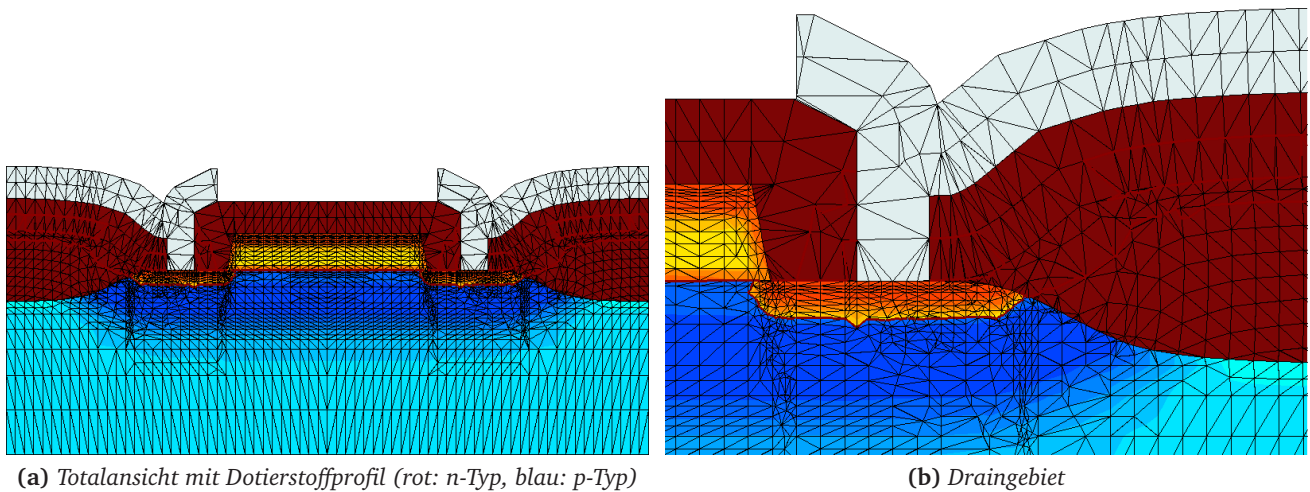 (a) Totalansicht mit Dotierstoffprofil (rot: n-Typ, blau: p-Typ)
(b) Draingebiet